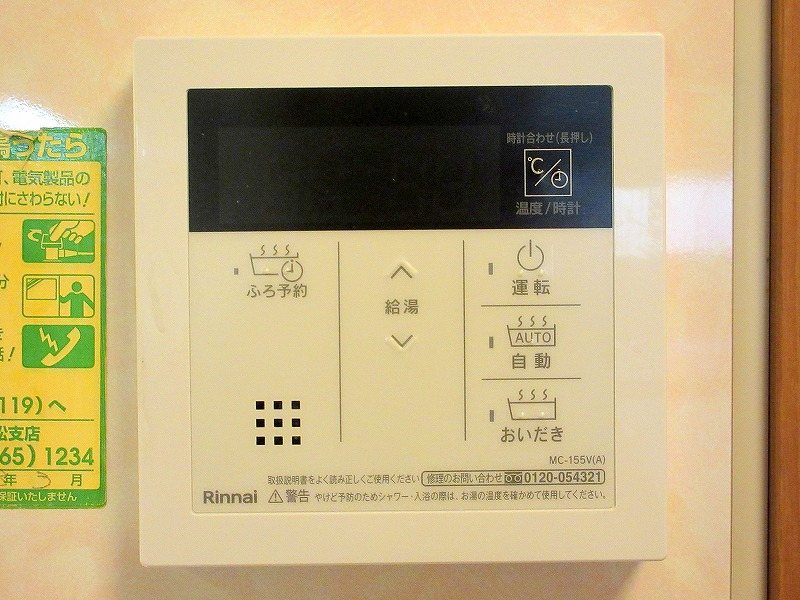 うたら
、電気製品の
にさわらない!
分
き
話!
119)へ
松支店
65)1234
年 月
保証いたしません
時計合わせ(長押し)
℃/
温度/時計
ふろ予約
給湯
運転
AUTO
自動
おいだき
MC-155V(A)
取扱説明書をよく読み正しくご使用ください 修理のお問い合わせ 0120-054321
Rinnai ⚠警告 やけど予防のためシャワー・入浴の際は、お湯の温度を確かめて使用してください。